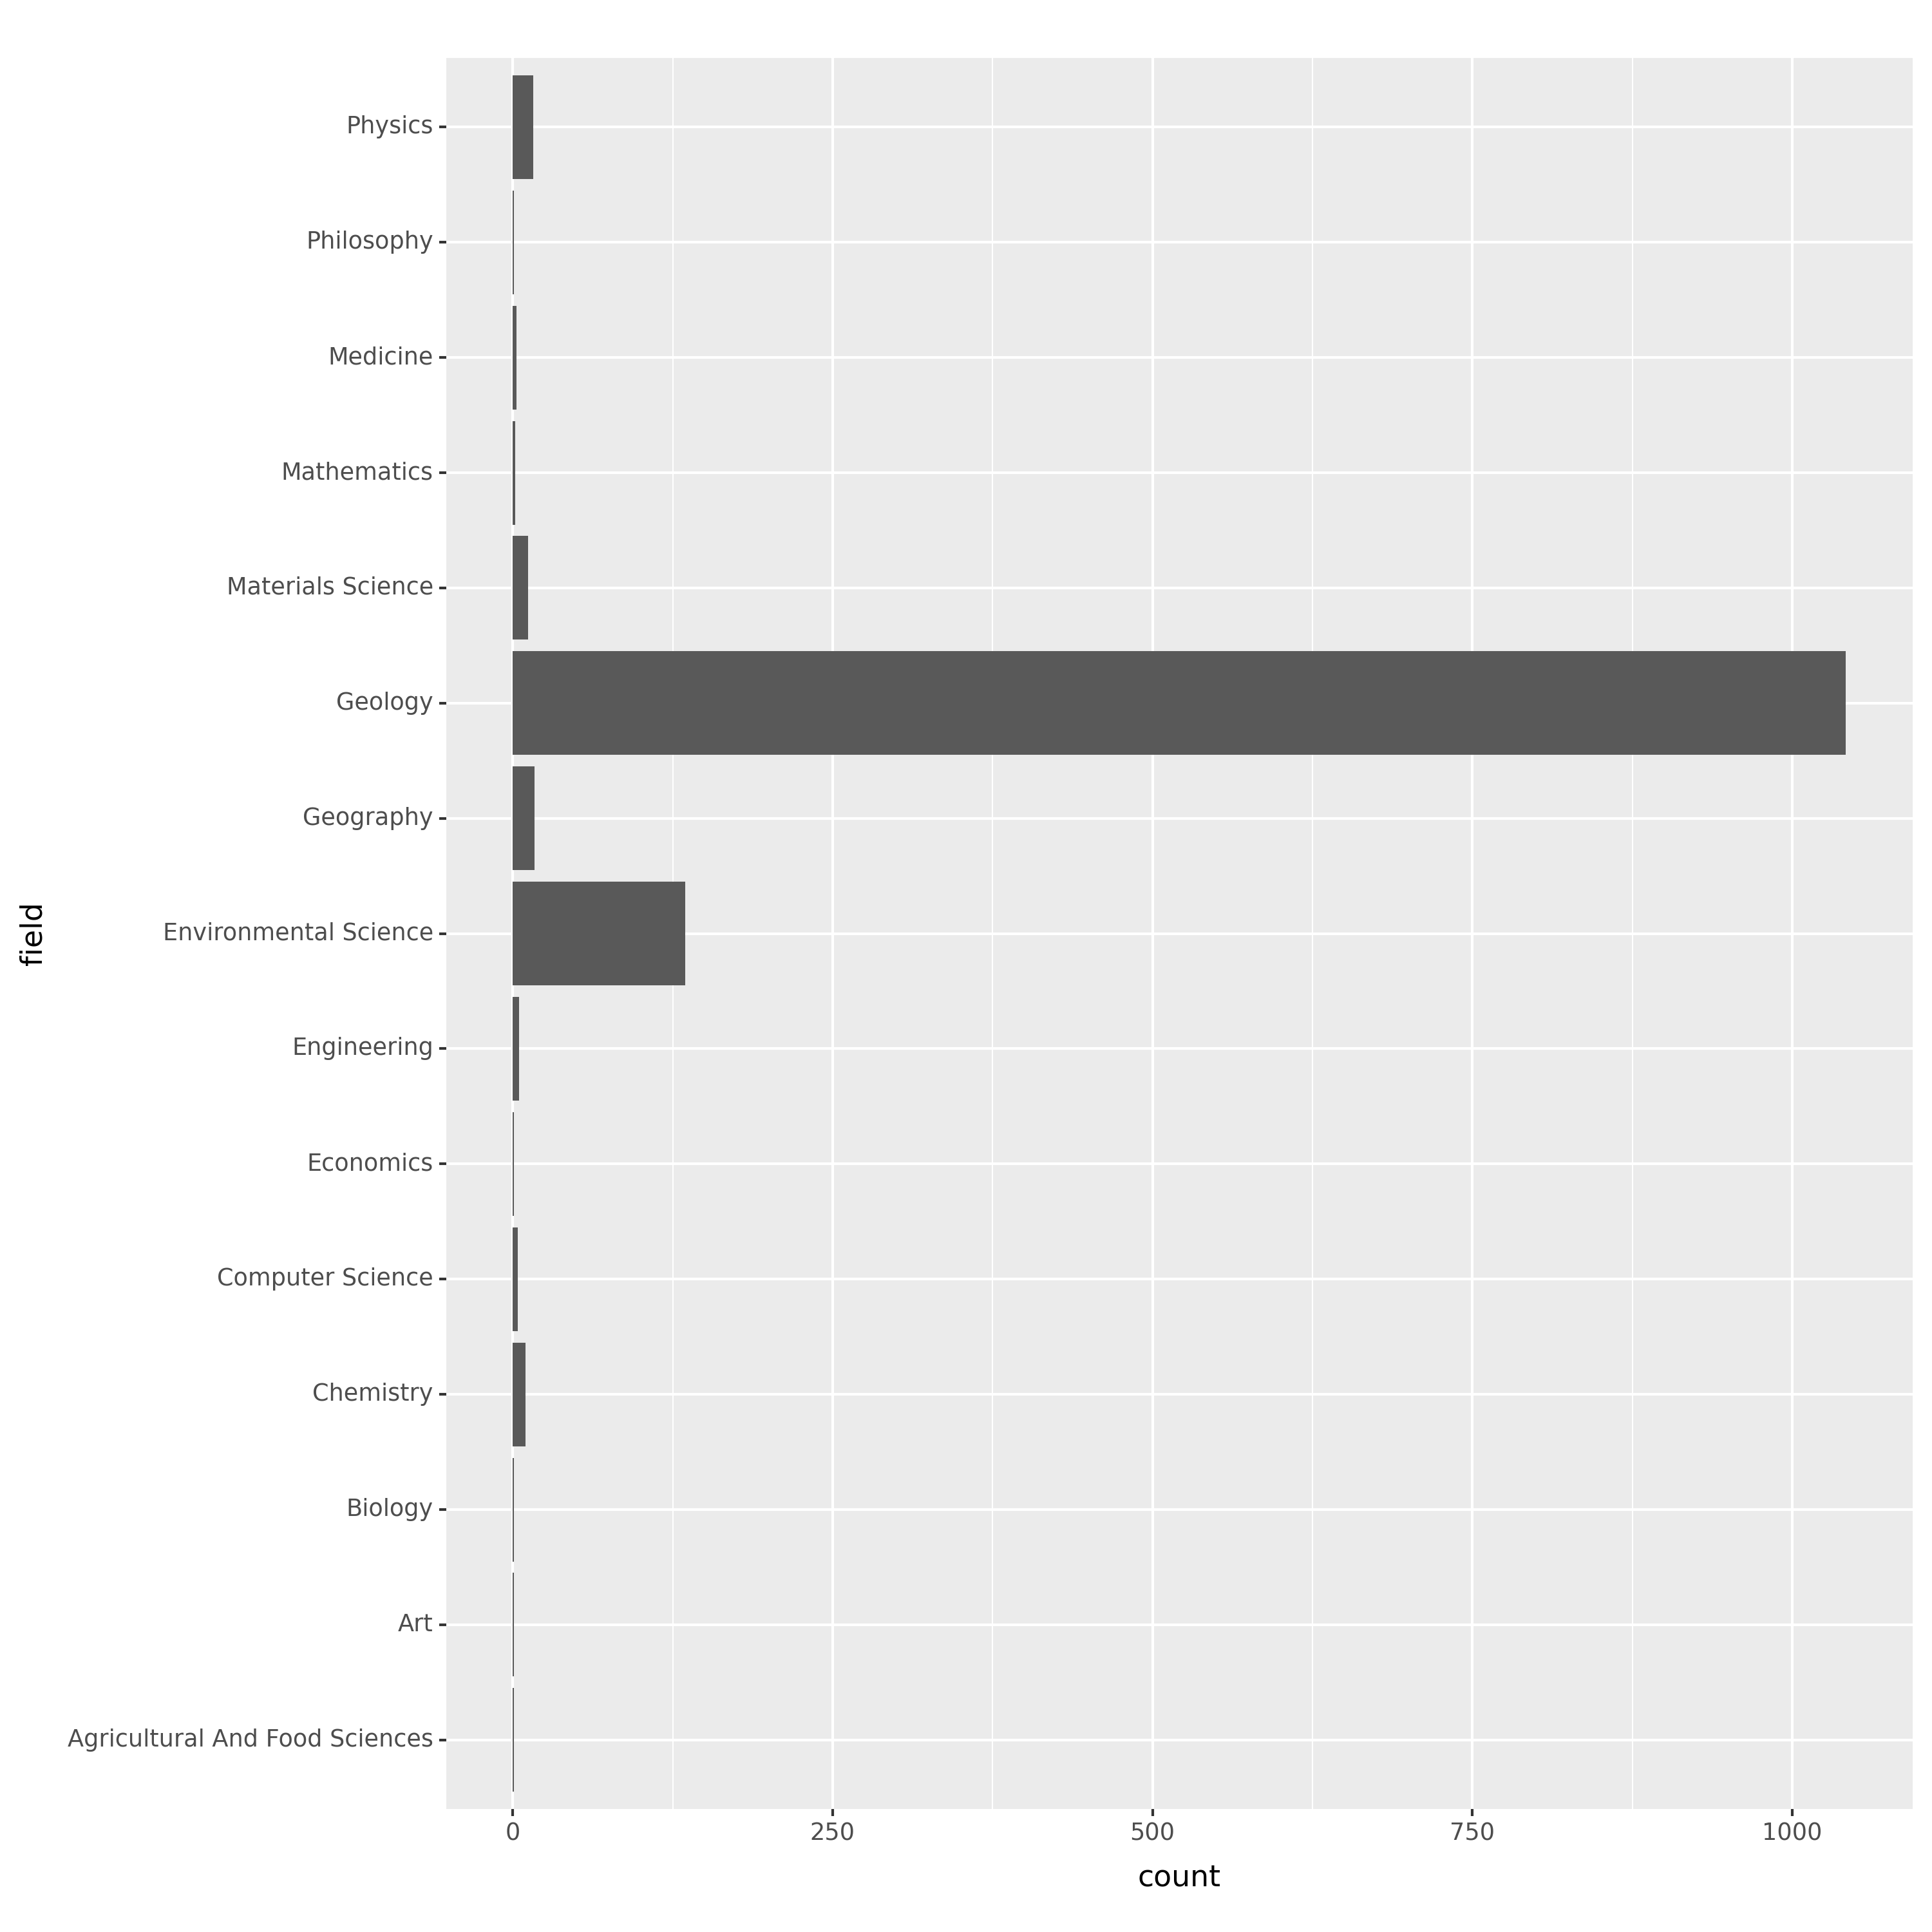 Physics
Philosophy
Medicine
Mathematics
Materials Science
Geology
Geography
Environmental Science
Engineering
Economics
Computer Science
Chemistry
Biology
Art
Agricultural And Food Sciences
field
0 250 500 750 1000
count